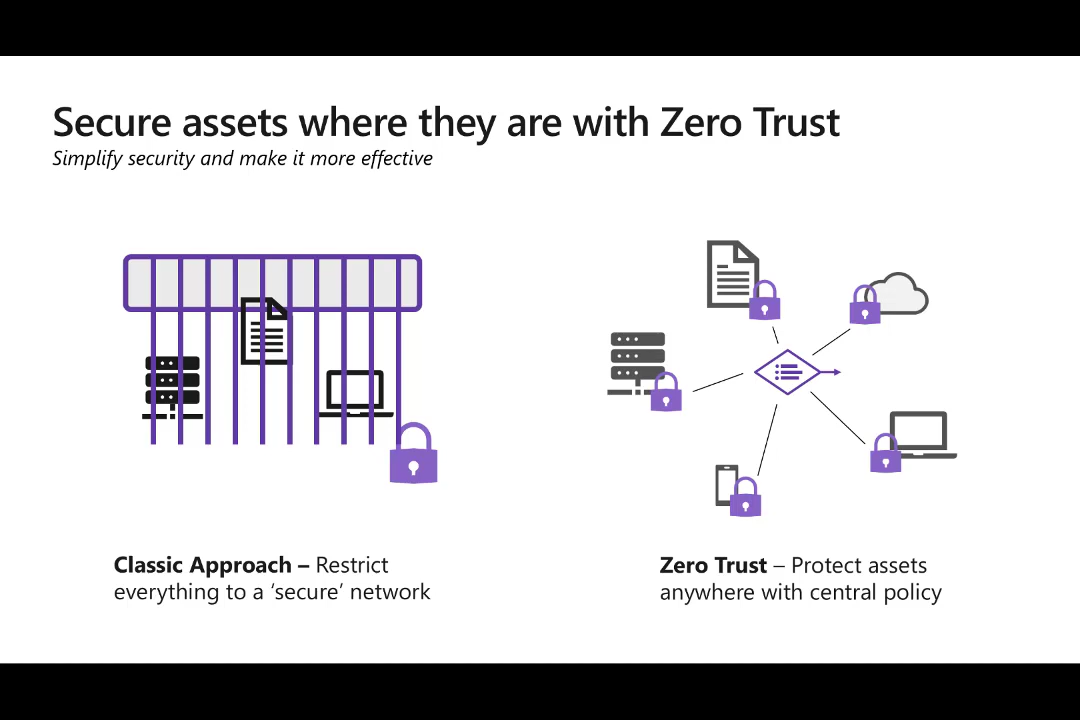 Secure assets where they are with Zero Trust
Simplify security and make it more effective
Classic Approach – Restrict
everything to a ‘secure’ network
Zero Trust – Protect assets
anywhere with central policy